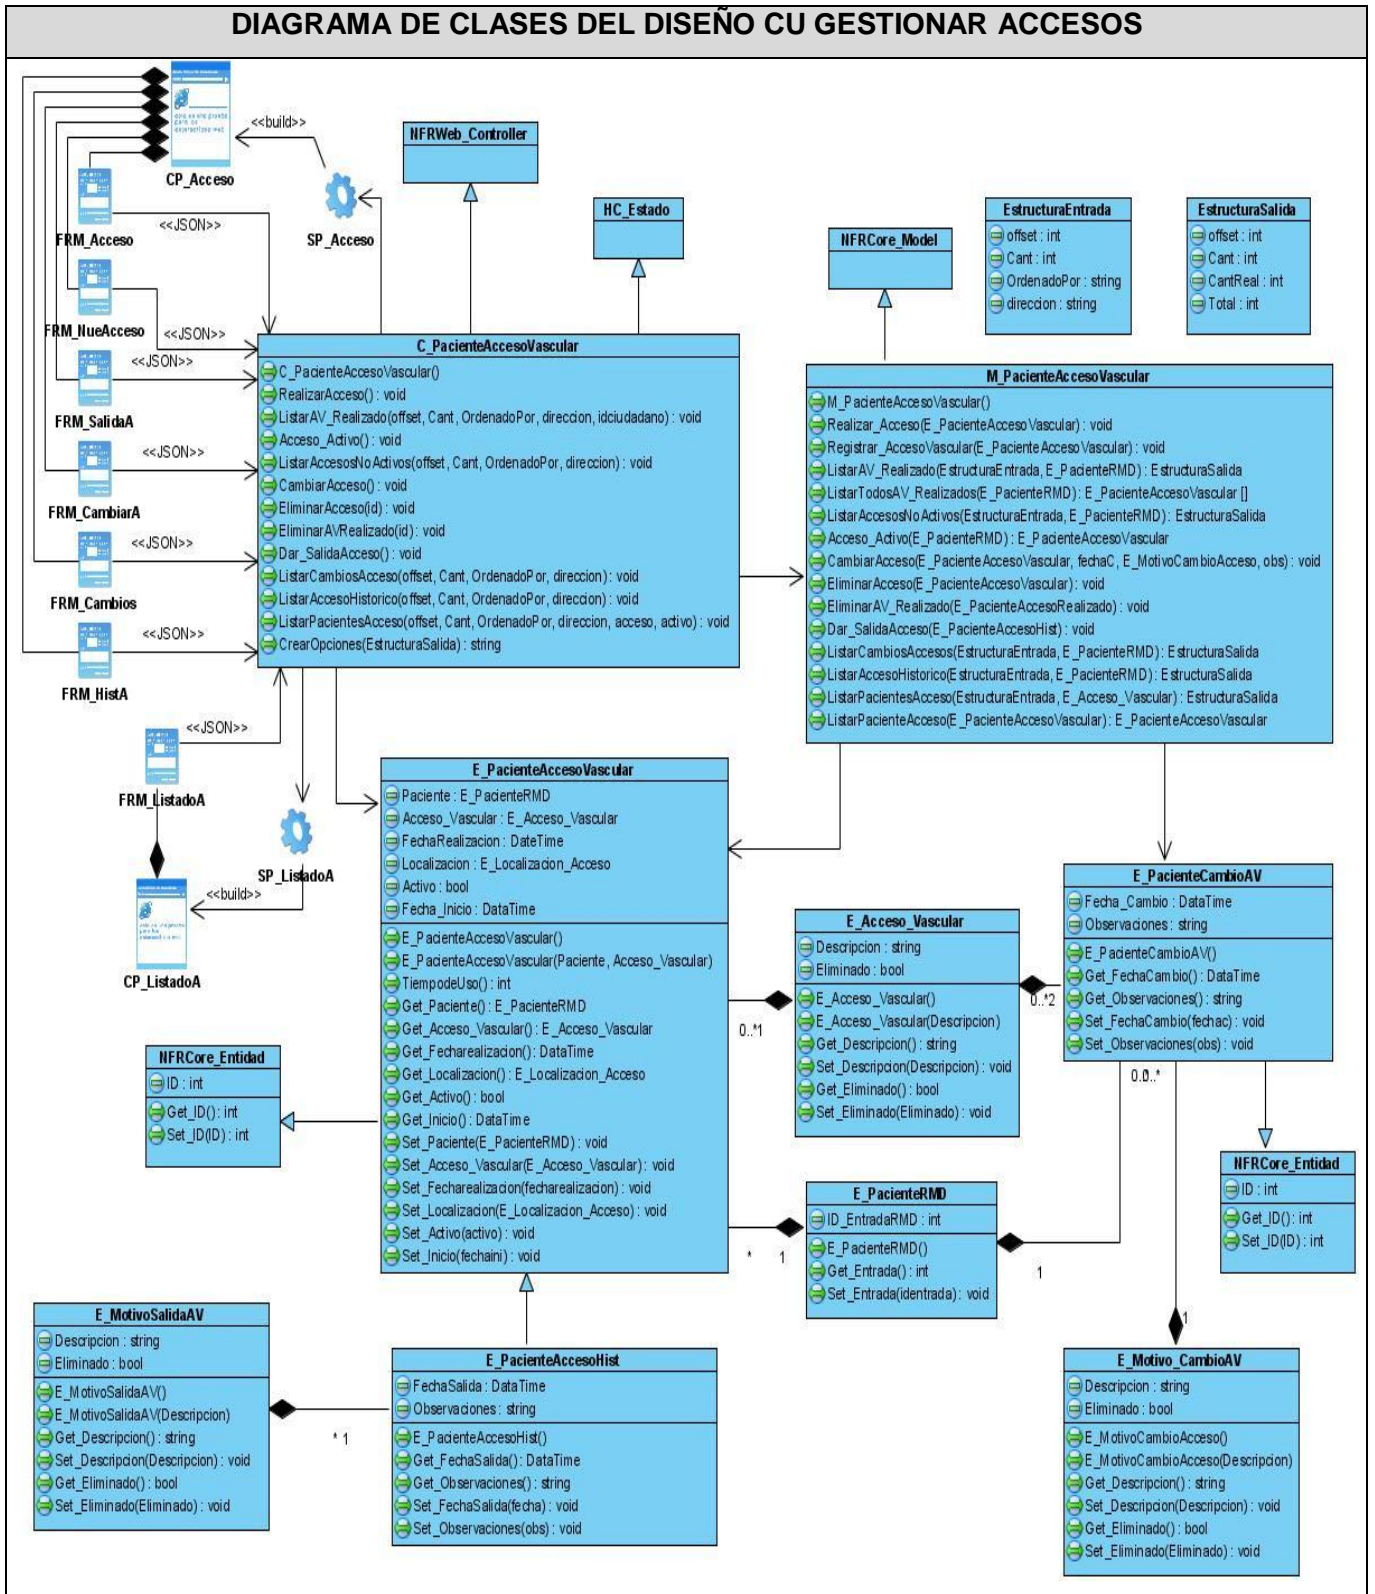 DIAGRAMA DE CLASES DEL DISEÑO CU GESTIONAR ACCESOS
CP_Acceso
<<build>>
SP_Acceso
NFRWeb_Controller
HC_Estado
NFRCore_Model
EstructuraEntrada
offset : int
Cant : int
OrdenadoPor : string
direccion : string
EstructuraSalida
offset : int
Cant : int
CantReal : int
Total : int
FRM_Acceso
<<JSON>>
FRM_NueAcceso
<<JSON>>
FRM_SalidaA
<<JSON>>
FRM_CambiarA
<<JSON>>
FRM_Cambios
<<JSON>>
FRM_HistA
<<JSON>>
C_PacienteAccesoVascular
C_PacienteAccesoVascular()
RealizarAcceso() : void
ListarAV_Realizado(offset, Cant, OrdenadoPor, direccion, idciudadano) : void
Acceso_Activo() : void
ListarAccesosNoActivos(offset, Cant, OrdenadoPor, direccion) : void
CambiarAcceso() : void
EliminarAcceso(id) : void
EliminarAVRealizado(id) : void
Dar_SalidaAcceso() : void
ListarCambiosAcceso(offset, Cant, OrdenadoPor, direccion) : void
ListarAccesoHistorico(offset, Cant, OrdenadoPor, direccion) : void
ListarPacientesAcceso(offset, Cant, OrdenadoPor, direccion, acceso, activo) : void
CrearOpciones(EstructuraSalida) : string
M_PacienteAccesoVascular
M_PacienteAccesoVascular()
Realizar_Acceso(E_PacienteAccesoVascular) : void
Registrar_AccesoVascular(E_PacienteAccesoVascular) : void
ListarAV_Realizado(EstructuraEntrada, E_PacienteRMD) : EstructuraSalida
ListarTodosAV_Realizados(E_PacienteRMD) : E_PacienteAccesoVascular []
ListarAccesosNoActivos(EstructuraEntrada, E_PacienteRMD) : EstructuraSalida
Acceso_Activo(E_PacienteRMD) : E_PacienteAccesoVascular
CambiarAcceso(E_PacienteAccesoVascular, fechaC, E_MotivoCambioAcceso, obs) : void
EliminarAcceso(E_PacienteAccesoVascular) : void
EliminarAV_Realizado(E_PacienteAccesoRealizado) : void
Dar_SalidaAcceso(E_PacienteAccesoHist) : void
ListarCambiosAccesos(EstructuraEntrada, E_PacienteRMD) : EstructuraSalida
ListarAccesoHistorico(EstructuraEntrada, E_PacienteRMD) : EstructuraSalida
ListarPacientesAcceso(EstructuraEntrada, E_Acceso_Vascular) : EstructuraSalida
ListarPacienteAcceso(E_PacienteAccesoVascular) : E_PacienteAccesoVascular
<<JSON>>
FRM_ListadoA
SP_ListadoA
<<build>>
CP_ListadoA
E_PacienteAccesoVascular
Paciente : E_PacienteRMD
Acceso_Vascular : E_Acceso_Vascular
FechaRealizacion : DateTime
Localizacion : E_Localizacion_Acceso
Activo : bool
Fecha_Inicio : DataTime
E_PacienteAccesoVascular()
E_PacienteAccesoVascular(Paciente, Acceso_Vascular)
TiempodeUso() : int
Get_Paciente() : E_PacienteRMD
Get_Acceso_Vascular() : E_Acceso_Vascular
Get_Fecharealizacion() : DataTime
Get_Localizacion() : E_Localizacion_Acceso
Get_Activo() : bool
Get_Inicio() : DataTime
Set_Paciente(E_PacienteRMD) : void
Set_Acceso_Vascular(E_Acceso_Vascular) : void
Set_Fecharealizacion(fecharealizacion) : void
Set_Localizacion(E_Localizacion_Acceso) : void
Set_Activo(activo) : void
Set_Inicio(fechaini) : void
NFRCore_Entidad
ID : int
Get_ID() : int
Set_ID(ID) : int
0..*1
E_Acceso_Vascular
Descripcion : string
Eliminado : bool
E_Acceso_Vascular()
E_Acceso_Vascular(Descripcion)
Get_Descripcion() : string
Set_Descripcion(Descripcion) : void
Get_Eliminado() : bool
Set_Eliminado(Eliminado) : void
0..*2
E_PacienteCambioAV
Fecha_Cambio : DataTime
Observaciones : string
E_PacienteCambioAV()
Get_FechaCambio() : DataTime
Get_Observaciones() : string
Set_FechaCambio(fechac) : void
Set_Observaciones(obs) : void
* 1
E_PacienteRMD
ID_EntradaRMD : int
E_PacienteRMD()
Get_Entrada() : int
Set_Entrada(identrada) : void
1
NFRCore_Entidad
ID : int
Get_ID() : int
Set_ID(ID) : int
E_MotivoSalidaAV
Descripcion : string
Eliminado : bool
E_MotivoSalidaAV()
E_MotivoSalidaAV(Descripcion)
Get_Descripcion() : string
Set_Descripcion(Descripcion) : void
Get_Eliminado() : bool
Set_Eliminado(Eliminado) : void
* 1
E_PacienteAccesoHist
FechaSalida : DataTime
Observaciones : string
E_PacienteAccesoHist()
Get_FechaSalida() : DataTime
Get_Observaciones() : string
Set_FechaSalida(fecha) : void
Set_Observaciones(obs) : void
1
E_Motivo_CambioAV
Descripcion : string
Eliminado : bool
E_MotivoCambioAcceso()
E_MotivoCambioAcceso(Descripcion)
Get_Descripcion() : string
Set_Descripcion(Descripcion) : void
Get_Eliminado() : bool
Set_Eliminado(Eliminado) : void